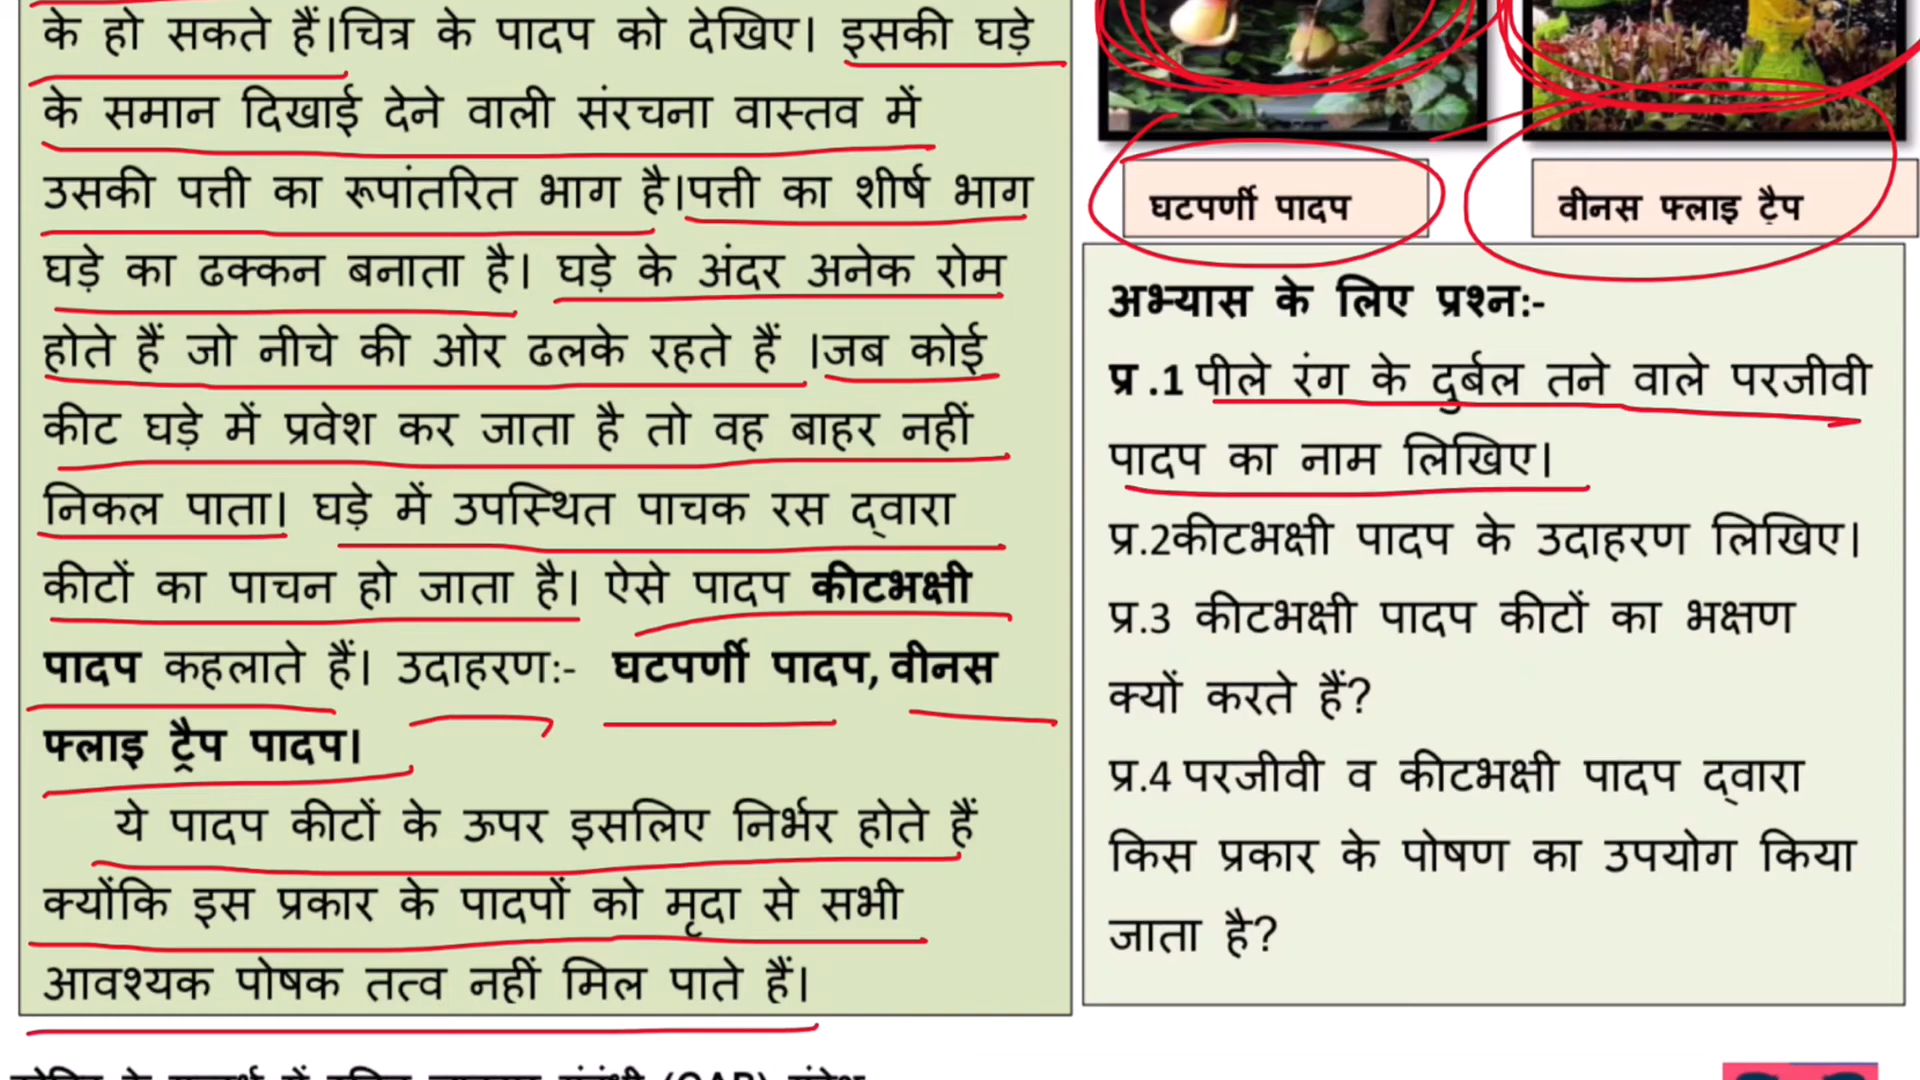 के हो सकते हैं।चित्र के पादप को देखिए। इसकी घड़े
के समान दिखाई देने वाली संरचना वास्तव में
उसकी पत्ती का रूपांतरित भाग है।पत्ती का शीर्ष भाग
घड़े का ढक्कन बनाता है। घड़े के अंदर अनेक रोम
होते हैं जो नीचे की ओर ढलके रहते हैं ।जब कोई
कीट घड़े में प्रवेश कर जाता है तो वह बाहर नहीं
निकल पाता। घड़े में उपस्थित पाचक रस द्वारा
कीटों का पाचन हो जाता है। ऐसे पादप कीटभक्षी
पादप कहलाते हैं। उदाहरण:- घटपर्णी पादप, वीनस
फ्लाइ ट्रैप पादप।
ये पादप कीटों के ऊपर इसलिए निर्भर होते हैं
क्योंकि इस प्रकार के पादपों को मृदा से सभी
आवश्यक पोषक तत्व नहीं मिल पाते हैं।
घटपर्णी पादप
वीनस फ्लाइ ट्रैप
अभ्यास के लिए प्रश्न:-
प्र .1 पीले रंग के दुर्बल तने वाले परजीवी
पादप का नाम लिखिए।
प्र.2कीटभक्षी पादप के उदाहरण लिखिए।
प्र.3 कीटभक्षी पादप कीटों का भक्षण
क्यों करते हैं?
प्र.4 परजीवी व कीटभक्षी पादप द्वारा
किस प्रकार के पोषण का उपयोग किया
जाता है?